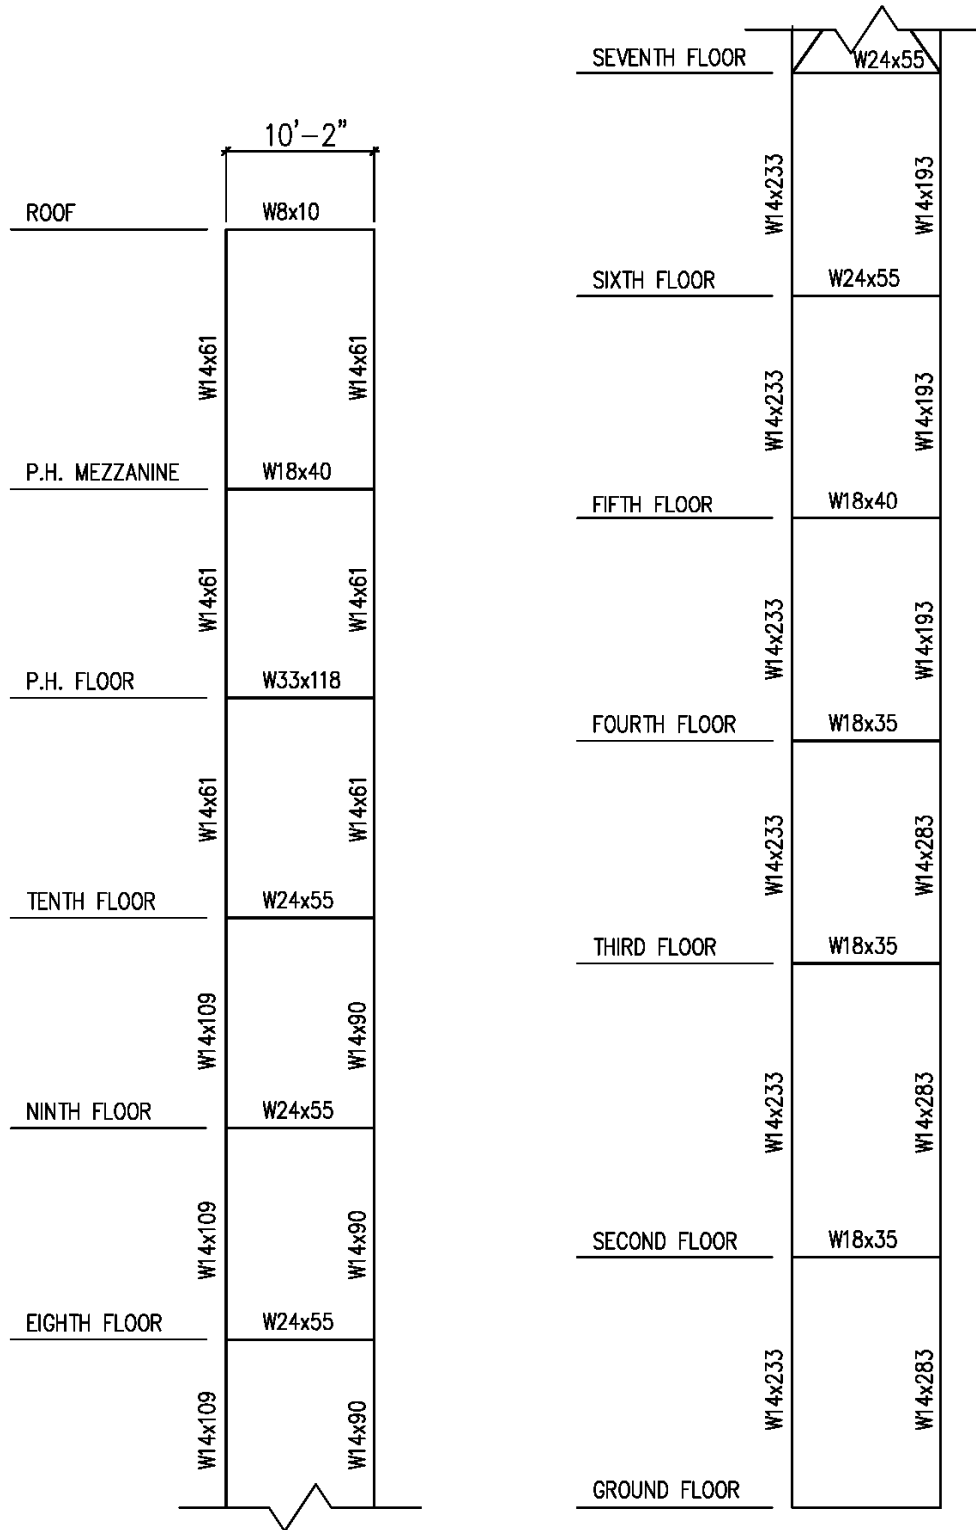 10'-2"
ROOF
W8x10
W14x61
W14x61
P.H. MEZZANINE
W18x40
W14x61
W14x61
P.H. FLOOR
W33x118
W14x61
W14x61
TENTH FLOOR
W24x55
W14x109
W14x90
NINTH FLOOR
W24x55
W14x109
W14x90
EIGHTH FLOOR
W24x55
W14x109
W14x90
SEVENTH FLOOR
W24x55
W14x233
W14x193
SIXTH FLOOR
W24x55
W14x233
W14x193
FIFTH FLOOR
W18x40
W14x233
W14x193
FOURTH FLOOR
W18x35
W14x233
W14x283
THIRD FLOOR
W18x35
W14x233
W14x283
SECOND FLOOR
W18x35
W14x233
W14x283
GROUND FLOOR